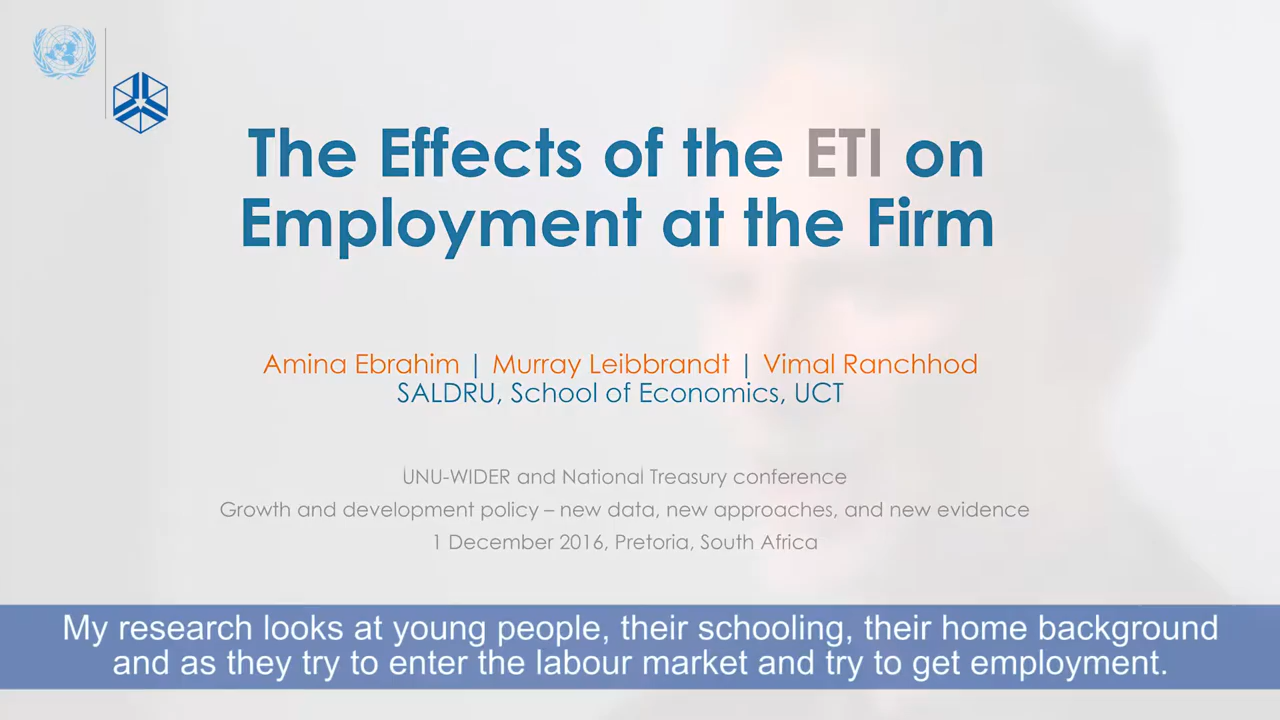 The Effects of the ETI on
Employment at the Firm
Amina Ebrahim | Murray Leibbrandt | Vimal Ranchhod
SALDRU, School of Economics, UCT
UNU-WIDER and National Treasury conference
Growth and development policy – new data, new approaches, and new evidence
1 December 2016, Pretoria, South Africa
My research looks at young people, their schooling, their home background
and as they try to enter the labour market and try to get employment.